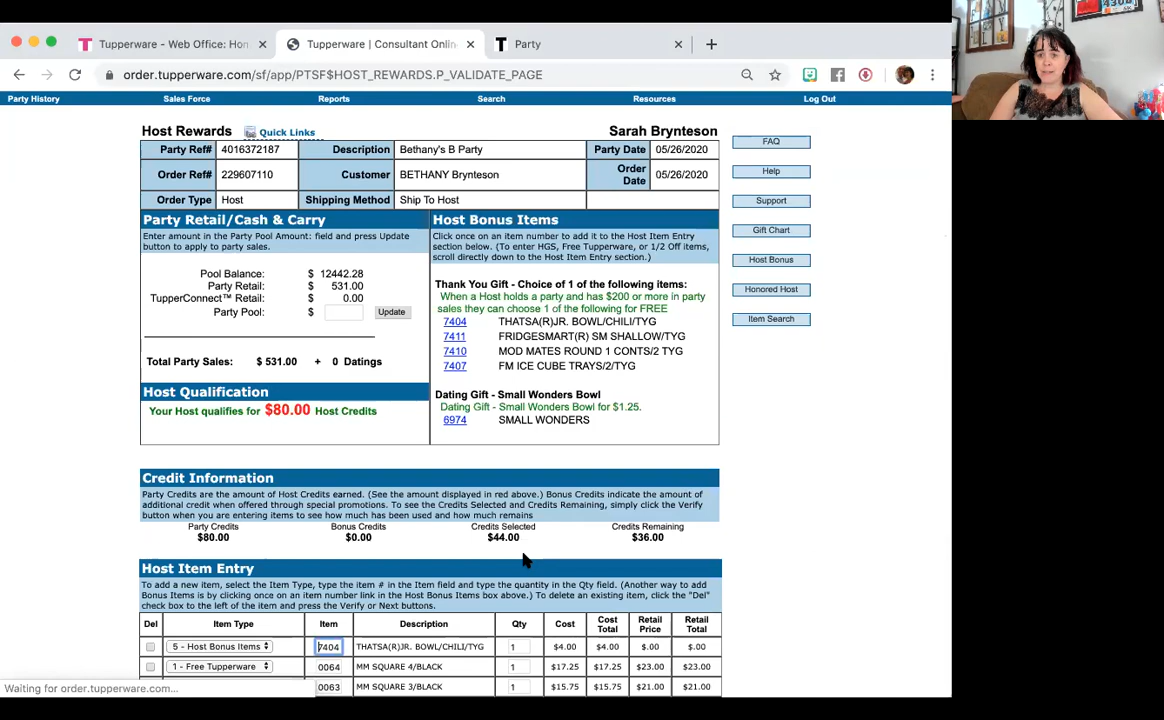 Tupperware - Web Office: Hon
Tupperware | Consultant Onlin
Party
order.tupperware.com/sf/app/PTSF$HOST_REWARDS.P_VALIDATE_PAGE
Party History Sales Force Reports Search Resources Log Out
Host Rewards Quick Links Sarah Brynteson
Party Ref# 4016372187 Description Bethany's B Party Party Date 05/26/2020
Order Ref# 229607110 Customer BETHANY Brynteson Order Date 05/26/2020
Order Type Host Shipping Method Ship To Host
FAQ
Help
Support
Gift Chart
Host Bonus
Honored Host
Item Search
Party Retail/Cash & Carry
Enter amount in the Party Pool Amount: field and press Update
button to apply to party sales.
Pool Balance: $ 12442.28
Party Retail: $ 531.00
TupperConnect™ Retail: $ 0.00
Party Pool: $ Update
Total Party Sales: $ 531.00 + 0 Datings
Host Qualification
Your Host qualifies for $80.00 Host Credits
Host Bonus Items
Click once on an item number to add it to the Host Item Entry
section below. (To enter HGS, Free Tupperware, or 1/2 Off items,
scroll directly down to the Host Item Entry section.)
Thank You Gift - Choice of 1 of the following items:
When a Host holds a party and has $200 or more in party
sales they can choose 1 of the following for FREE
7404 THATSA(R)JR. BOWL/CHILI/TYG
7411 FRIDGESMART(R) SM SHALLOW/TYG
7410 MOD MATES ROUND 1 CONTS/2 TYG
7407 FM ICE CUBE TRAYS/2/TYG
Dating Gift - Small Wonders Bowl
Dating Gift - Small Wonders Bowl for $1.25.
6974 SMALL WONDERS
Credit Information
Party Credits are the amount of Host Credits earned. (See the amount displayed in red above.) Bonus Credits indicate the amount of
additional credit when offered through special promotions. To see the Credits Selected and Credits Remaining, simply click the Verify
button when you are entering items to see how much has been used and how much remains
Party Credits Bonus Credits Credits Selected Credits Remaining
$80.00 $0.00 $44.00 $36.00
Host Item Entry
To add a new item, select the Item Type, type the item # in the Item field and type the quantity in the Qty field. (Another way to add
Bonus Items is by clicking once on an item number link in the Host Bonus Items box above.) To delete an existing item, click the "Del"
check box to the left of the item and press the Verify or Next buttons.
Del Item Type Item Description Qty Cost Cost Total Retail Price Retail Total
5 - Host Bonus Items 7404 THATSA(R)JR. BOWL/CHILI/TYG 1 $4.00 $4.00 $.00 $.00
1 - Free Tupperware 0064 MM SQUARE 4/BLACK 1 $17.25 $17.25 $23.00 $23.00
0063 MM SQUARE 3/BLACK 1 $15.75 $15.75 $21.00 $21.00
Waiting for order.tupperware.com...